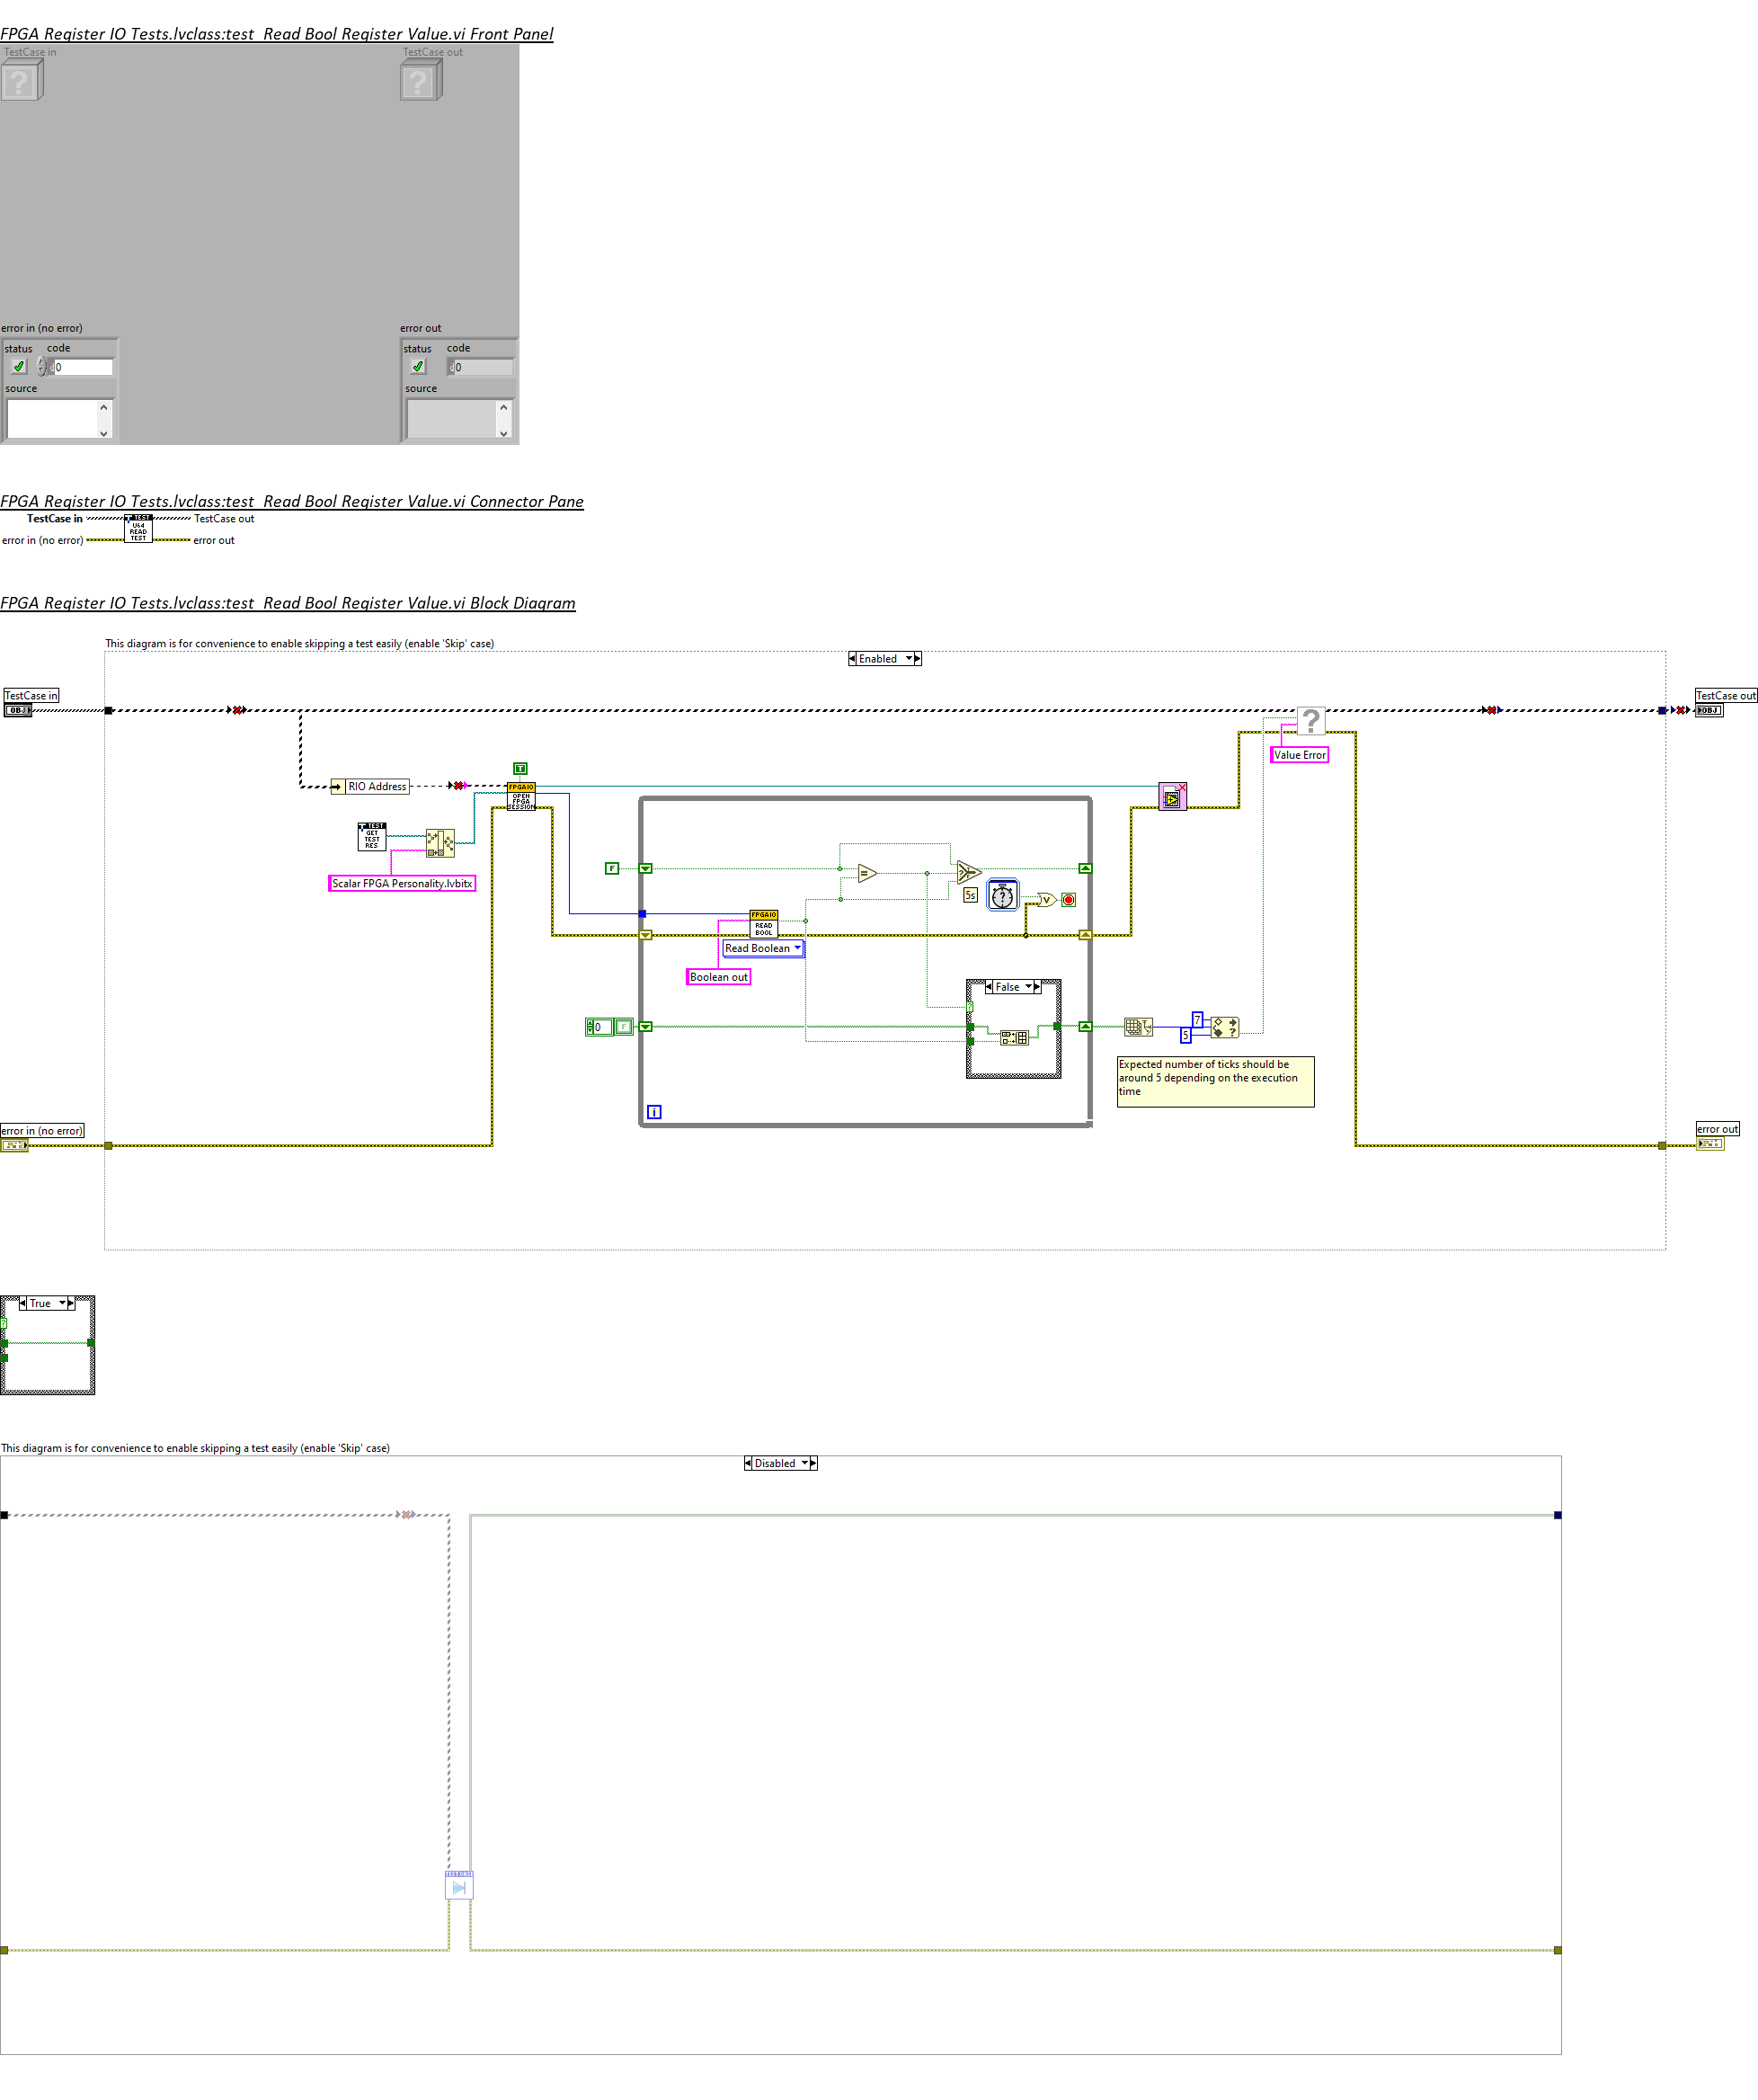 FPGA Register IO Tests.lvclass:test  Read Bool Register Value.vi Front Panel
TestCase in
TestCase out
error in (no error)
error out
status
code
status
code
0
0
source
source
FPGA Register IO Tests.lvclass:test  Read Bool Register Value.vi Connector Pane
TestCase in
TEST
U64
READ
TEST
TestCase out
error in (no error)
error out
FPGA Register IO Tests.lvclass:test  Read Bool Register Value.vi Block Diagram
This diagram is for convenience to enable skipping a test easily (enable 'Skip' case)
Enabled
TestCase in
OBJ
TestCase out
OBJ
Value Error
T
RIO Address
FPGAIO
OPEN
FPGA
SESSION
TEST
GET
TEST
RES
Scalar FPGA Personality.lvbitx
F
5s
FPGAIO
READ
BOOL
Read Boolean
Boolean out
False
0
F
7
5
Expected number of ticks should be
around 5 depending on the execution
time
i
error in (no error)
error out
True
This diagram is for convenience to enable skipping a test easily (enable 'Skip' case)
Disabled